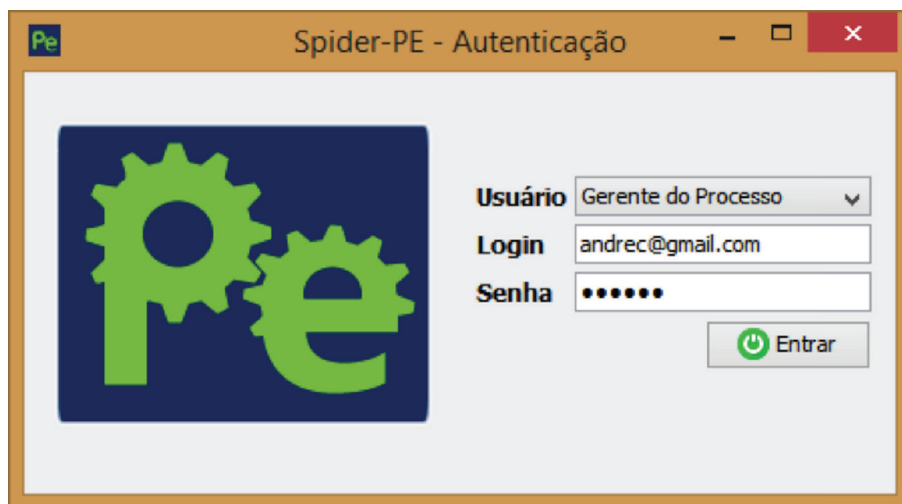 Pe Spider-PE - Autenticação
Pe
Usuário Gerente do Processo
Login andrec@gmail.com
Senha ●●●●●●
Entrar